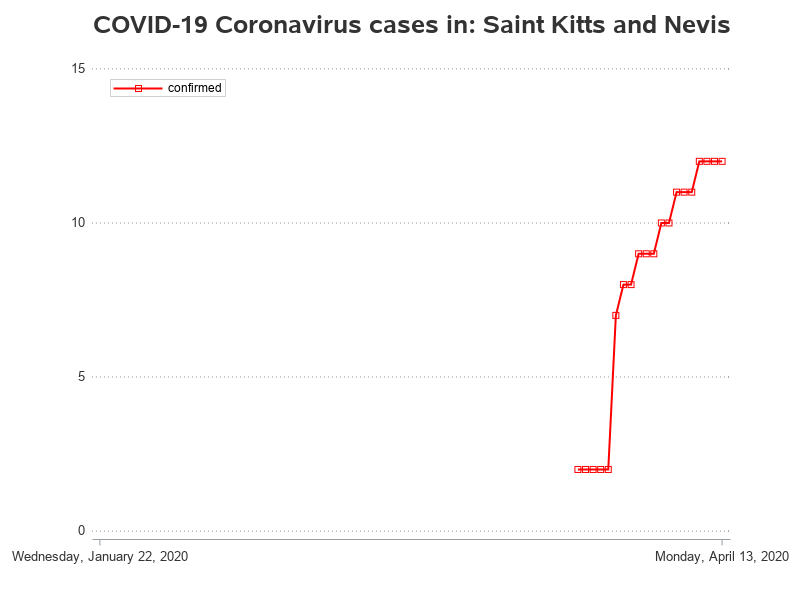 COVID-19 Coronavirus cases in: Saint Kitts and Nevis
15
confirmed
10
5
0
Wednesday, January 22, 2020
Monday, April 13, 2020